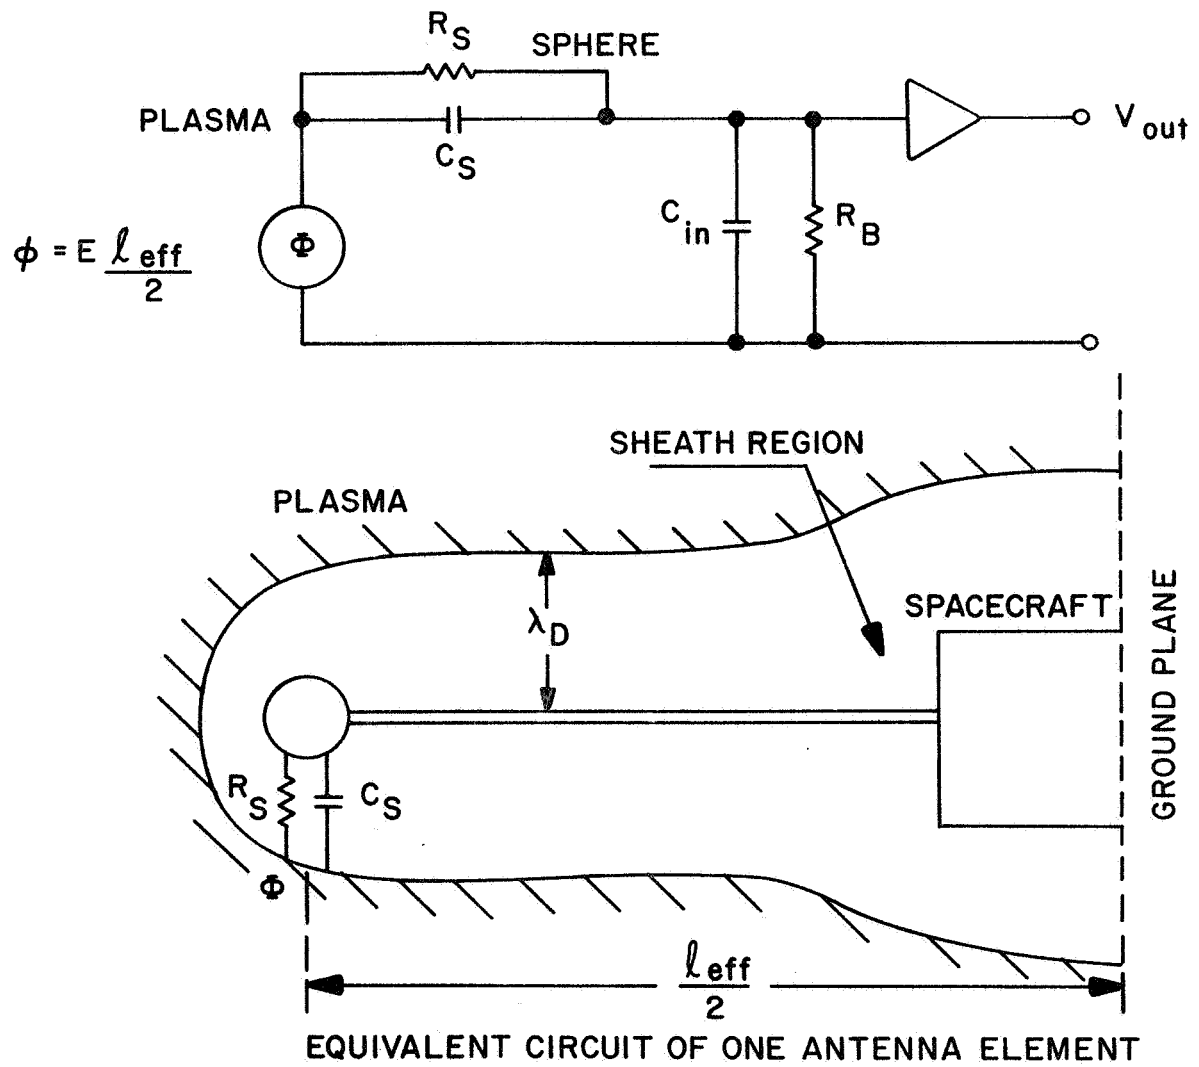 R_S
SPHERE
PLASMA
C_S
V_out
C_in
R_B
Φ
ϕ = E ℓ_eff/2
SHEATH REGION
PLASMA
λ_D
SPACECRAFT
GROUND PLANE
R_S
C_S
Φ
ℓ_eff/2
EQUIVALENT CIRCUIT OF ONE ANTENNA ELEMENT